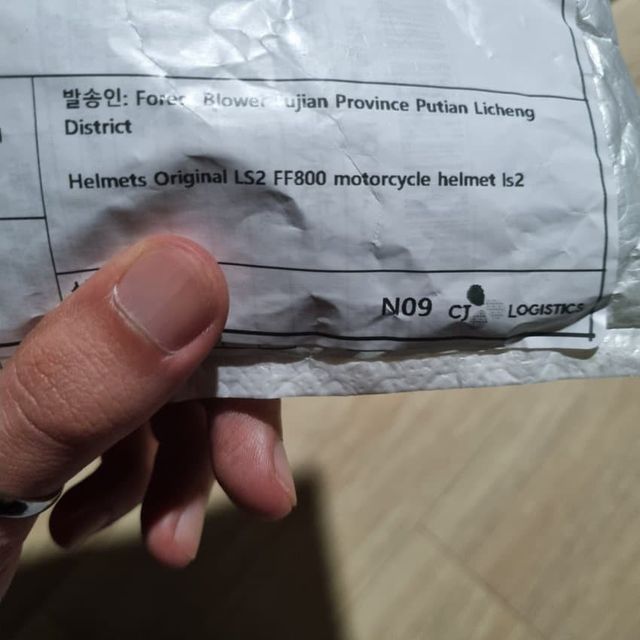 발송인: Forest Blower Fujian Province Putian Licheng
District
Helmets Original LS2 FF800 motorcycle helmet ls2
N09 CJ LOGISTICS